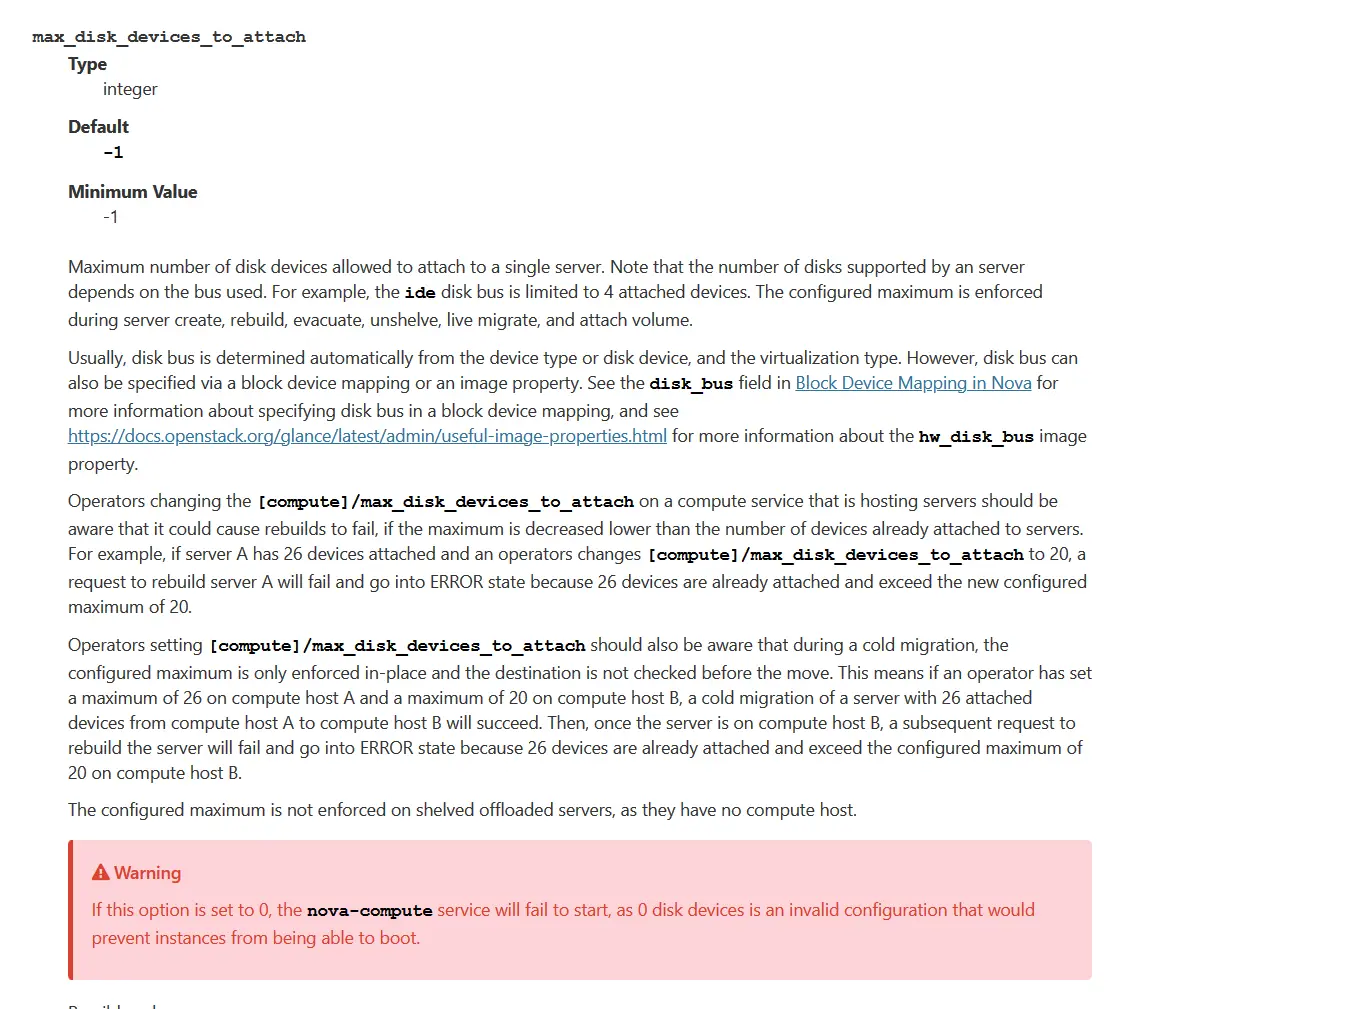 max_disk_devices_to_attach
Type
integer
Default
-1
Minimum Value
-1
Maximum number of disk devices allowed to attach to a single server. Note that the number of disks supported by an server
depends on the bus used. For example, the ide disk bus is limited to 4 attached devices. The configured maximum is enforced
during server create, rebuild, evacuate, unshelve, live migrate, and attach volume.
Usually, disk bus is determined automatically from the device type or disk device, and the virtualization type. However, disk bus can
also be specified via a block device mapping or an image property. See the disk_bus field in Block Device Mapping in Nova for
more information about specifying disk bus in a block device mapping, and see
https://docs.openstack.org/glance/latest/admin/useful-image-properties.html for more information about the hw_disk_bus image
property.
Operators changing the [compute]/max_disk_devices_to_attach on a compute service that is hosting servers should be
aware that it could cause rebuilds to fail, if the maximum is decreased lower than the number of devices already attached to servers.
For example, if server A has 26 devices attached and an operators changes [compute]/max_disk_devices_to_attach to 20, a
request to rebuild server A will fail and go into ERROR state because 26 devices are already attached and exceed the new configured
maximum of 20.
Operators setting [compute]/max_disk_devices_to_attach should also be aware that during a cold migration, the
configured maximum is only enforced in-place and the destination is not checked before the move. This means if an operator has set
a maximum of 26 on compute host A and a maximum of 20 on compute host B, a cold migration of a server with 26 attached
devices from compute host A to compute host B will succeed. Then, once the server is on compute host B, a subsequent request to
rebuild the server will fail and go into ERROR state because 26 devices are already attached and exceed the configured maximum of
20 on compute host B.
The configured maximum is not enforced on shelved offloaded servers, as they have no compute host.
Warning
If this option is set to 0, the nova-compute service will fail to start, as 0 disk devices is an invalid configuration that would
prevent instances from being able to boot.